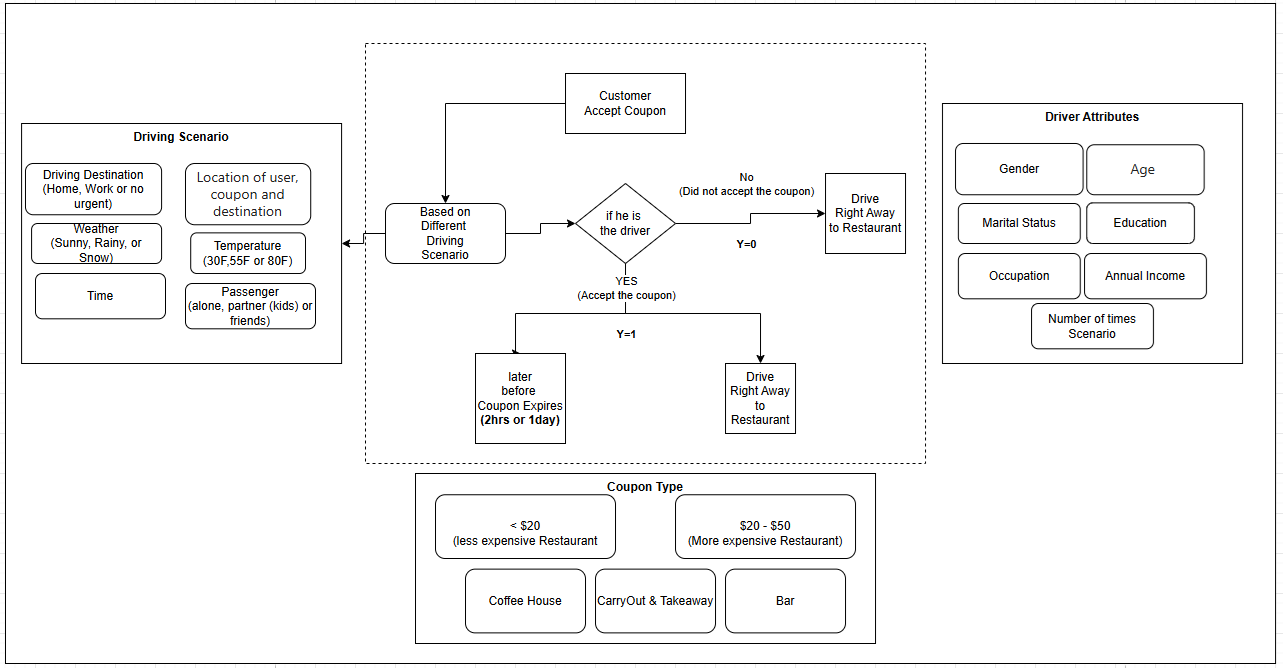 Driving Scenario
Driving Destination
(Home, Work or no
urgent)
Location of user,
coupon and
destination
Weather
(Sunny, Rainy, or
Snow)
Temperature
(30F,55F or 80F)
Time
Passenger
(alone, partner (kids) or
friends)
Customer
Accept Coupon
Based on
Different
Driving
Scenario
if he is
the driver
No
(Did not accept the coupon)
Y=0
Drive
Right Away
to Restaurant
YES
(Accept the coupon)
Y=1
later
before
Coupon Expires
(2hrs or 1day)
Drive
Right Away
to
Restaurant
Driver Attributes
Gender
Age
Marital Status
Education
Occupation
Annual Income
Number of times
Scenario
Coupon Type
< $20
(less expensive Restaurant
$20 - $50
(More expensive Restaurant)
Coffee House
CarryOut & Takeaway
Bar